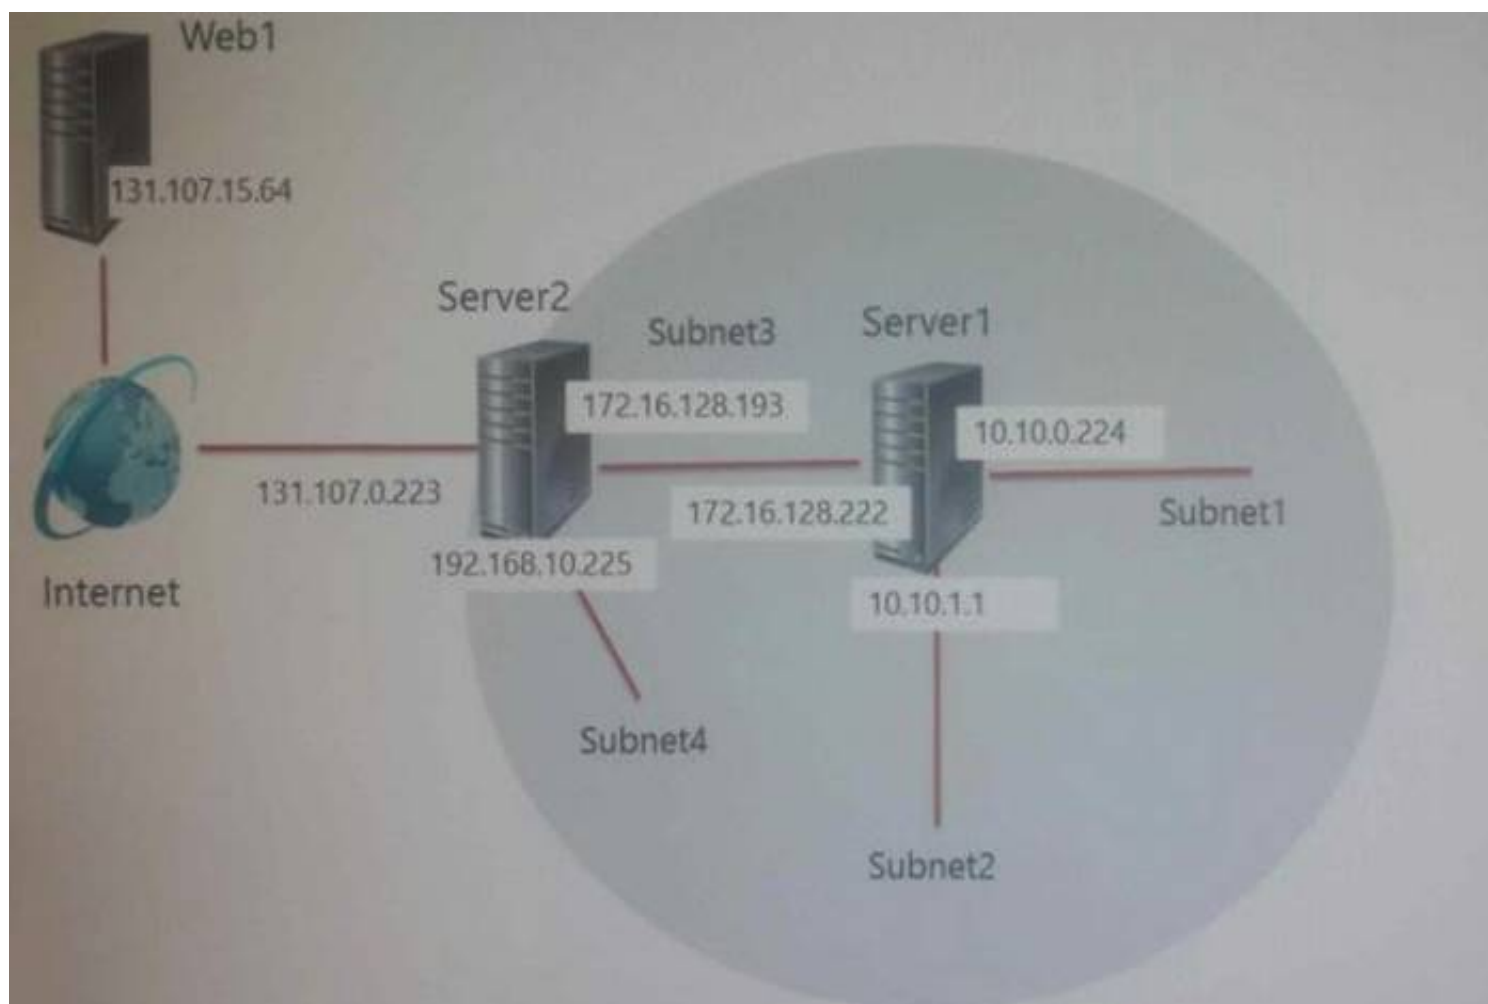 Web1
131.107.15.64
Server2
Subnet3
Server1
172.16.128.193
10.10.0.224
131.107.0.223
172.16.128.222
Subnet1
192.168.10.225
Internet
10.10.1.1
Subnet4
Subnet2